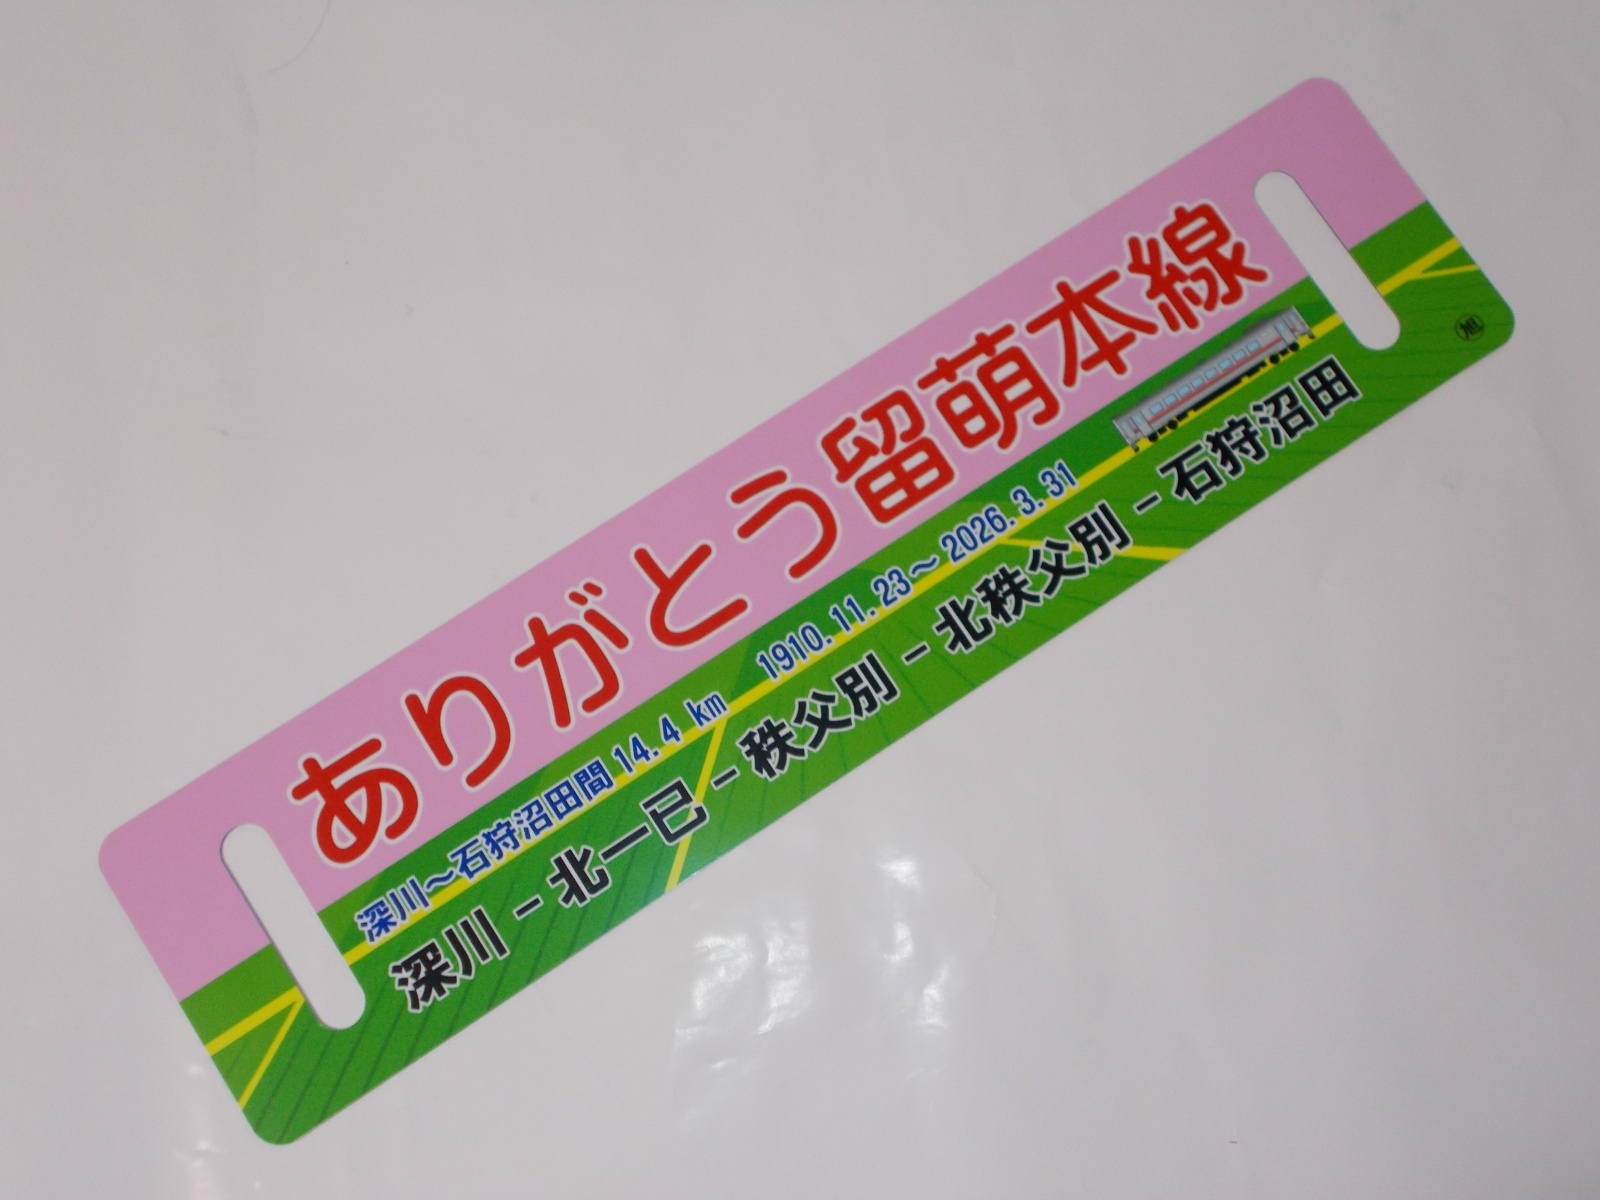 ありがとう留萌本線
深川～石狩沼田間 14.4 km 1910.11.23～2026.3.31
深川－北一已－秩父別－北秩父別－石狩沼田
旭